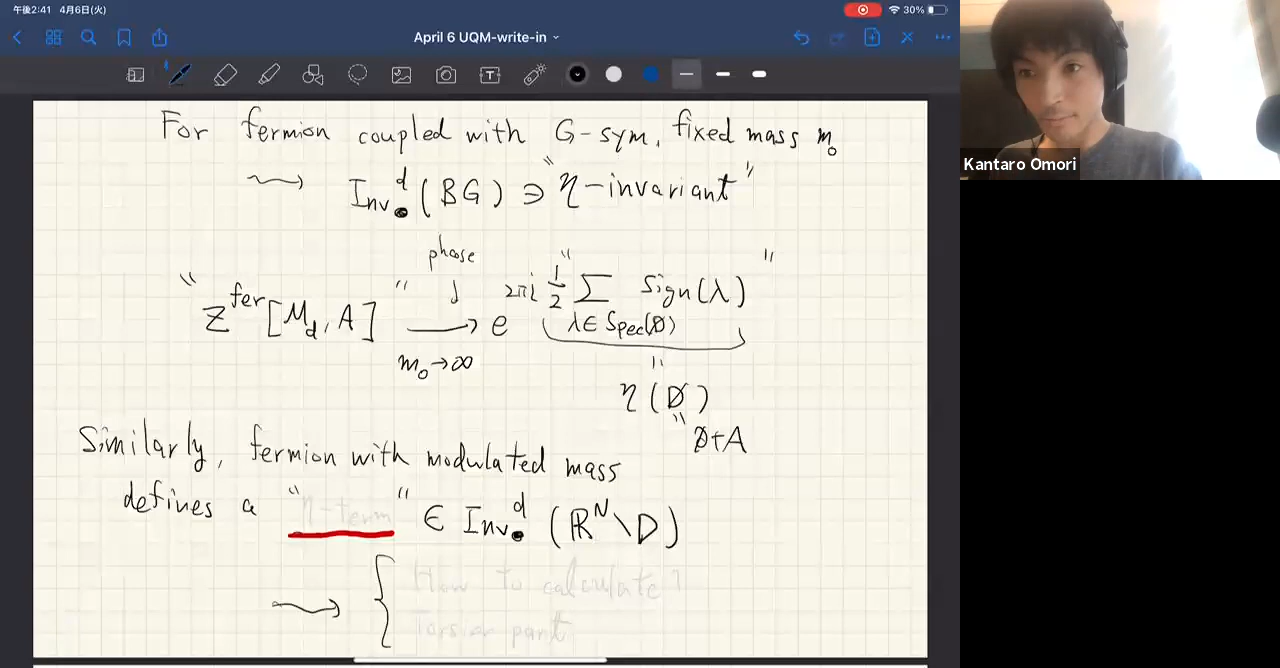 午後2:41 4月6日(火)
30%
April 6 UQM-write-in
For fermion coupled with G-sym, fixed mass m₀
⇝ Inv•ᵈ(BG) ∋ "η-invariant"
phase
"Z^fer[M_d, A]" → e^{2πi "½ Σ sign(λ)"}
λ∈Spec(D̸)
m₀→∞
"
η(D̸)
"
∂̸+A
Similarly, fermion with modulated mass
defines a "η-term" ∈ Inv•ᵈ(ℝᴺ\D)
⇝ { How to calculate?
Torsion part
Kantaro Omori